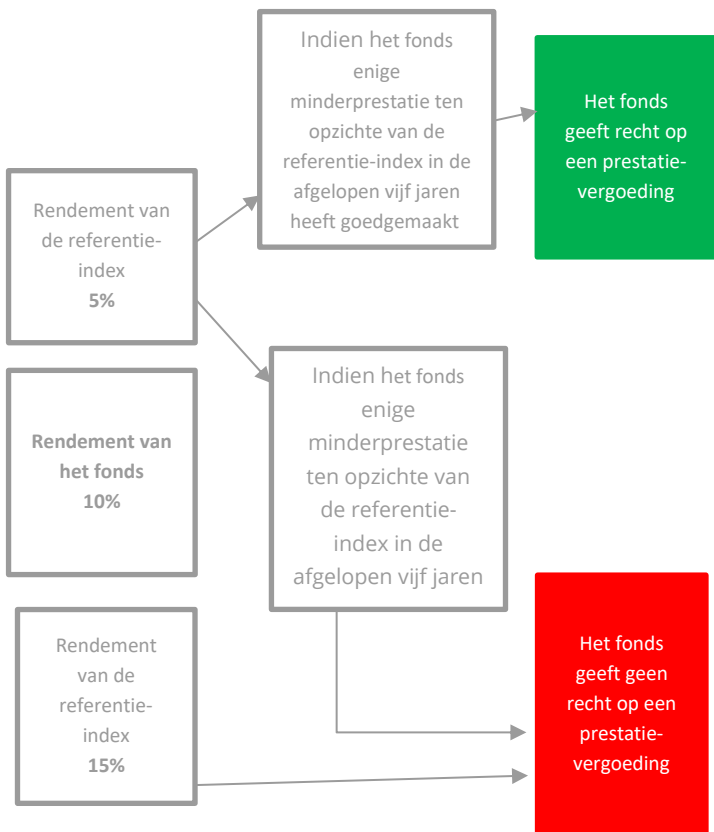 Indien het fonds
enige
minderprestatie ten
opzichte van de
referentie-index in de
afgelopen vijf jaren
heeft goedgemaakt
Het fonds
geeft recht op
een prestatie-
vergoeding
Rendement van
de referentie-
index
5%
Indien het fonds
enige
minderprestatie
ten opzichte van
de referentie-
index in de
afgelopen vijf jaren
Rendement van
het fonds
10%
Rendement
van de
referentie-
index
15%
Het fonds
geeft geen
recht op een
prestatie-
vergoeding